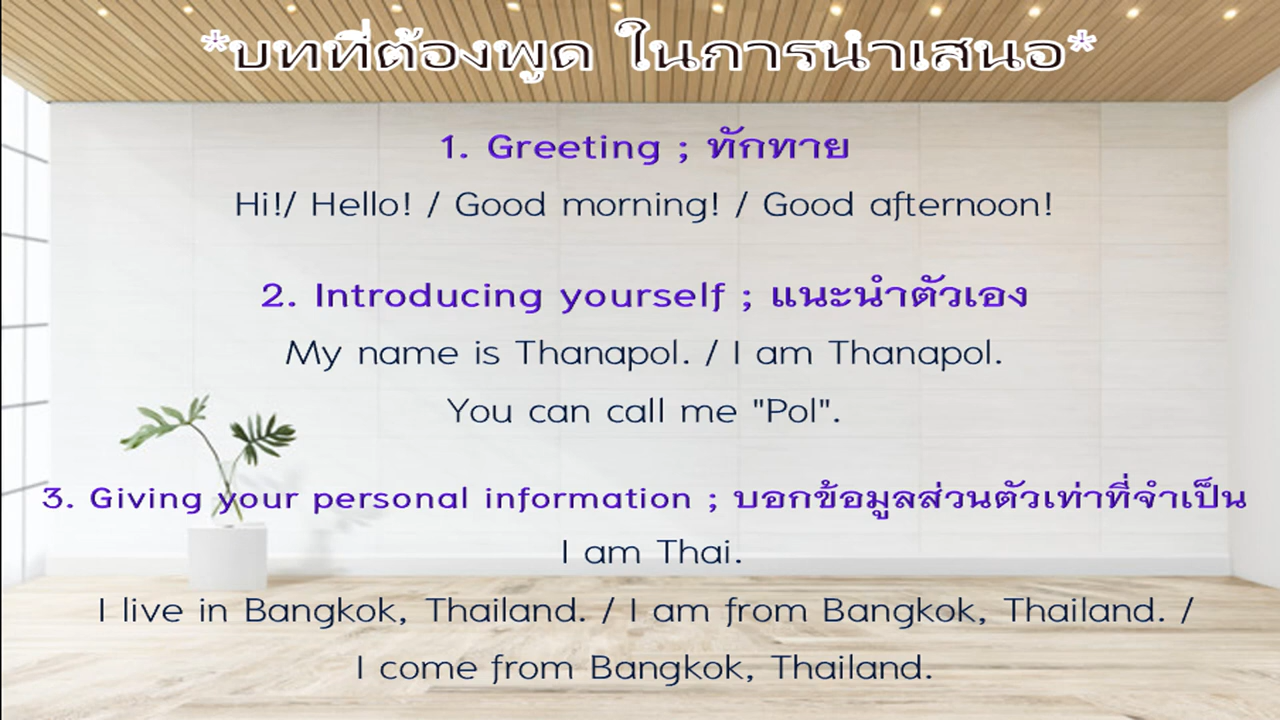 *บทที่ต้องพูด ในการนำเสนอ*
1. Greeting ; ทักทาย
Hi!/ Hello! / Good morning! / Good afternoon!
2. Introducing yourself ; แนะนำตัวเอง
My name is Thanapol. / I am Thanapol.
You can call me "Pol".
3. Giving your personal information ; บอกข้อมูลส่วนตัวเท่าที่จำเป็น
I am Thai.
I live in Bangkok, Thailand. / I am from Bangkok, Thailand. /
I come from Bangkok, Thailand.